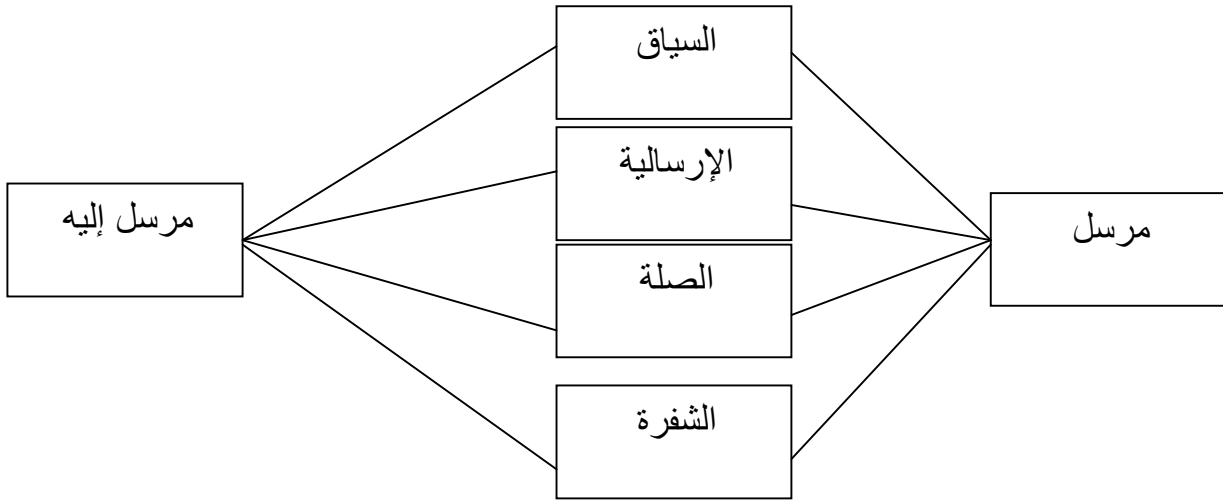 السياق
الإرسالية
مرسل إليه
مرسل
الصلة
الشفرة